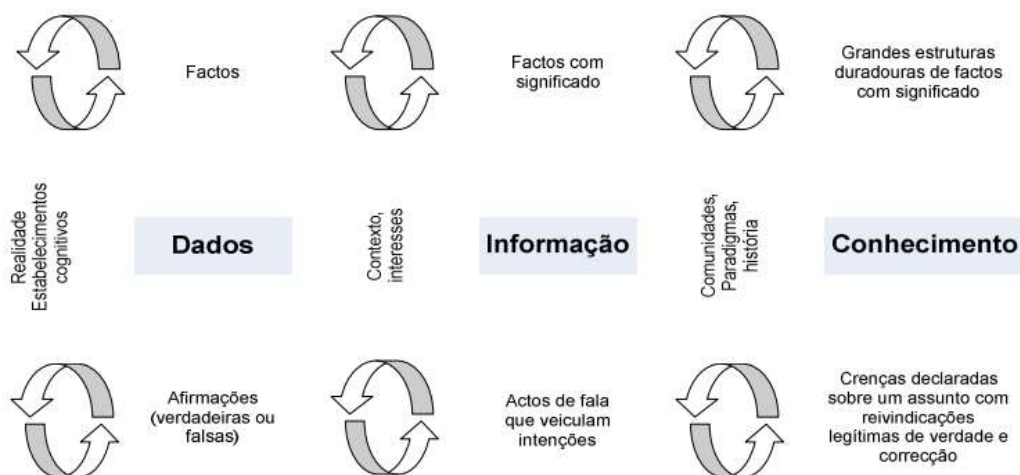 Factos
Factos com
significado
Grandes estruturas
duradouras de factos
com significado
Realidade
Estabelecimentos
cognitivos
Dados
Contexto,
interesses
Informação
Comunidades,
Paradigmas,
história
Conhecimento
Afirmações
(verdadeiras ou
falsas)
Actos de fala
que veiculam
intenções
Crenças declaradas
sobre um assunto com
reivindicações
legítimas de verdade e
correcção